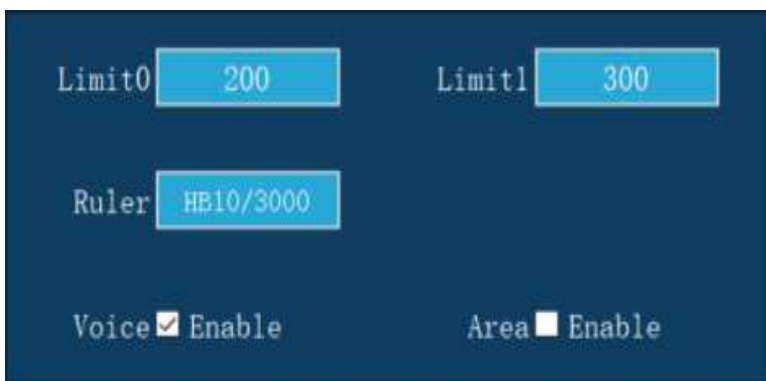 Limit0 200 Limit1 300
Ruler HB10/3000
Voice Enable Area Enable